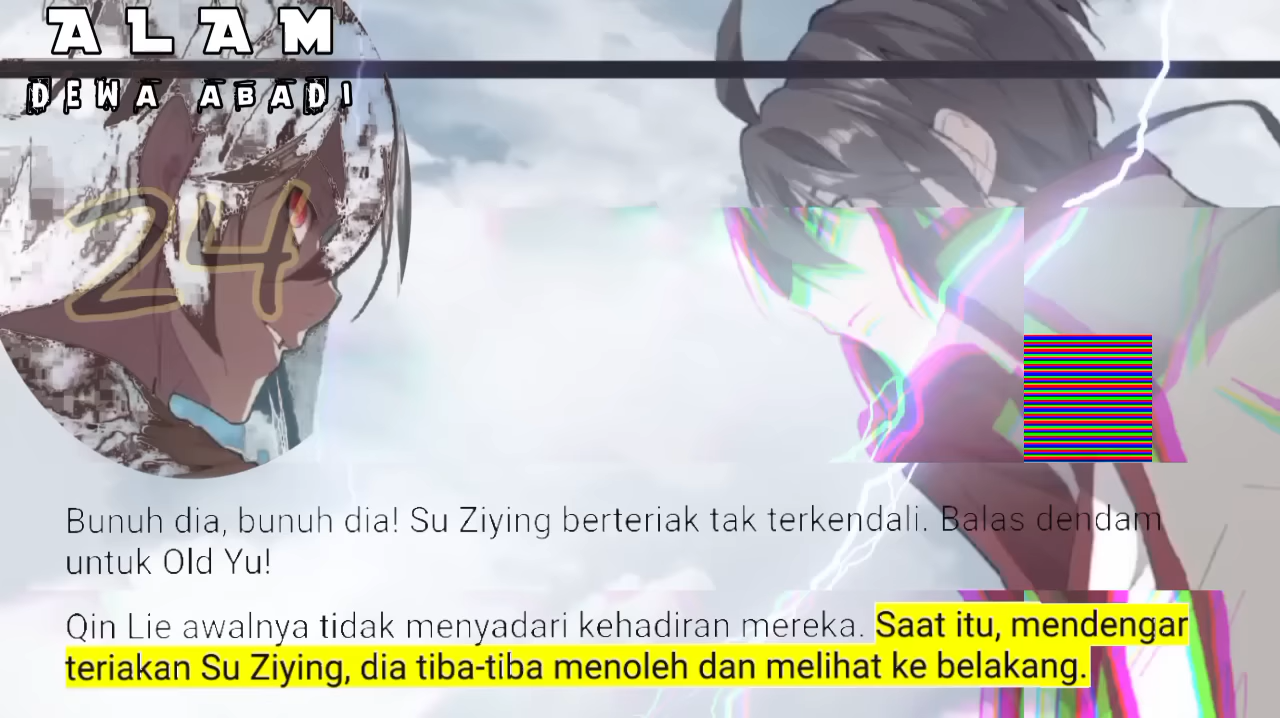 ALAM
DEWA ABADI
24
Bunuh dia, bunuh dia! Su Ziying berteriak tak terkendali. Balas dendam
untuk Old Yu!
Qin Lie awalnya tidak menyadari kehadiran mereka. Saat itu, mendengar
teriakan Su Ziying, dia tiba-tiba menoleh dan melihat ke belakang.